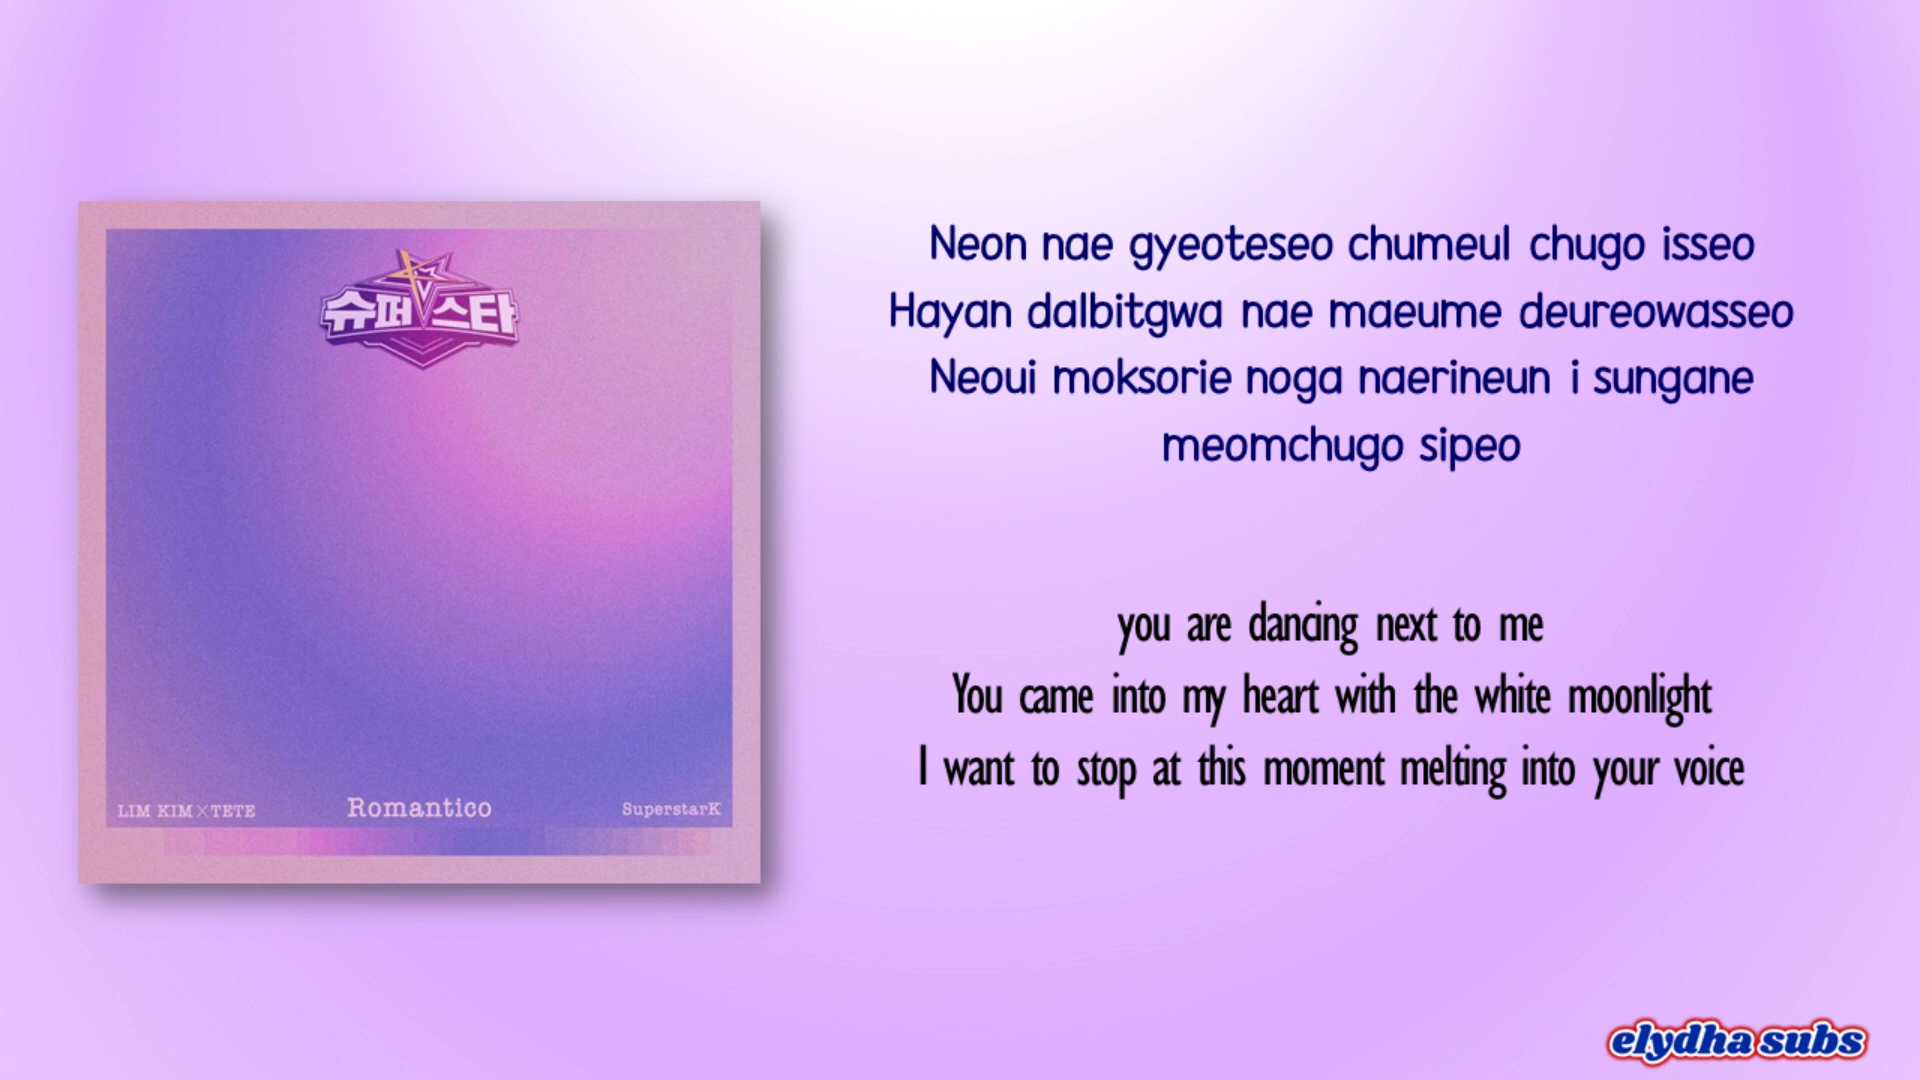 슈퍼V스타
LIM KIM×TETE
Romantico
SuperstarK
Neon nae gyeoteseo chumeul chugo isseo
Hayan dalbitgwa nae maeume deureowasseo
Neoui moksorie noga naerineun i sungane
meomchugo sipeo
you are dancing next to me
You came into my heart with the white moonlight
I want to stop at this moment melting into your voice
elydha subs